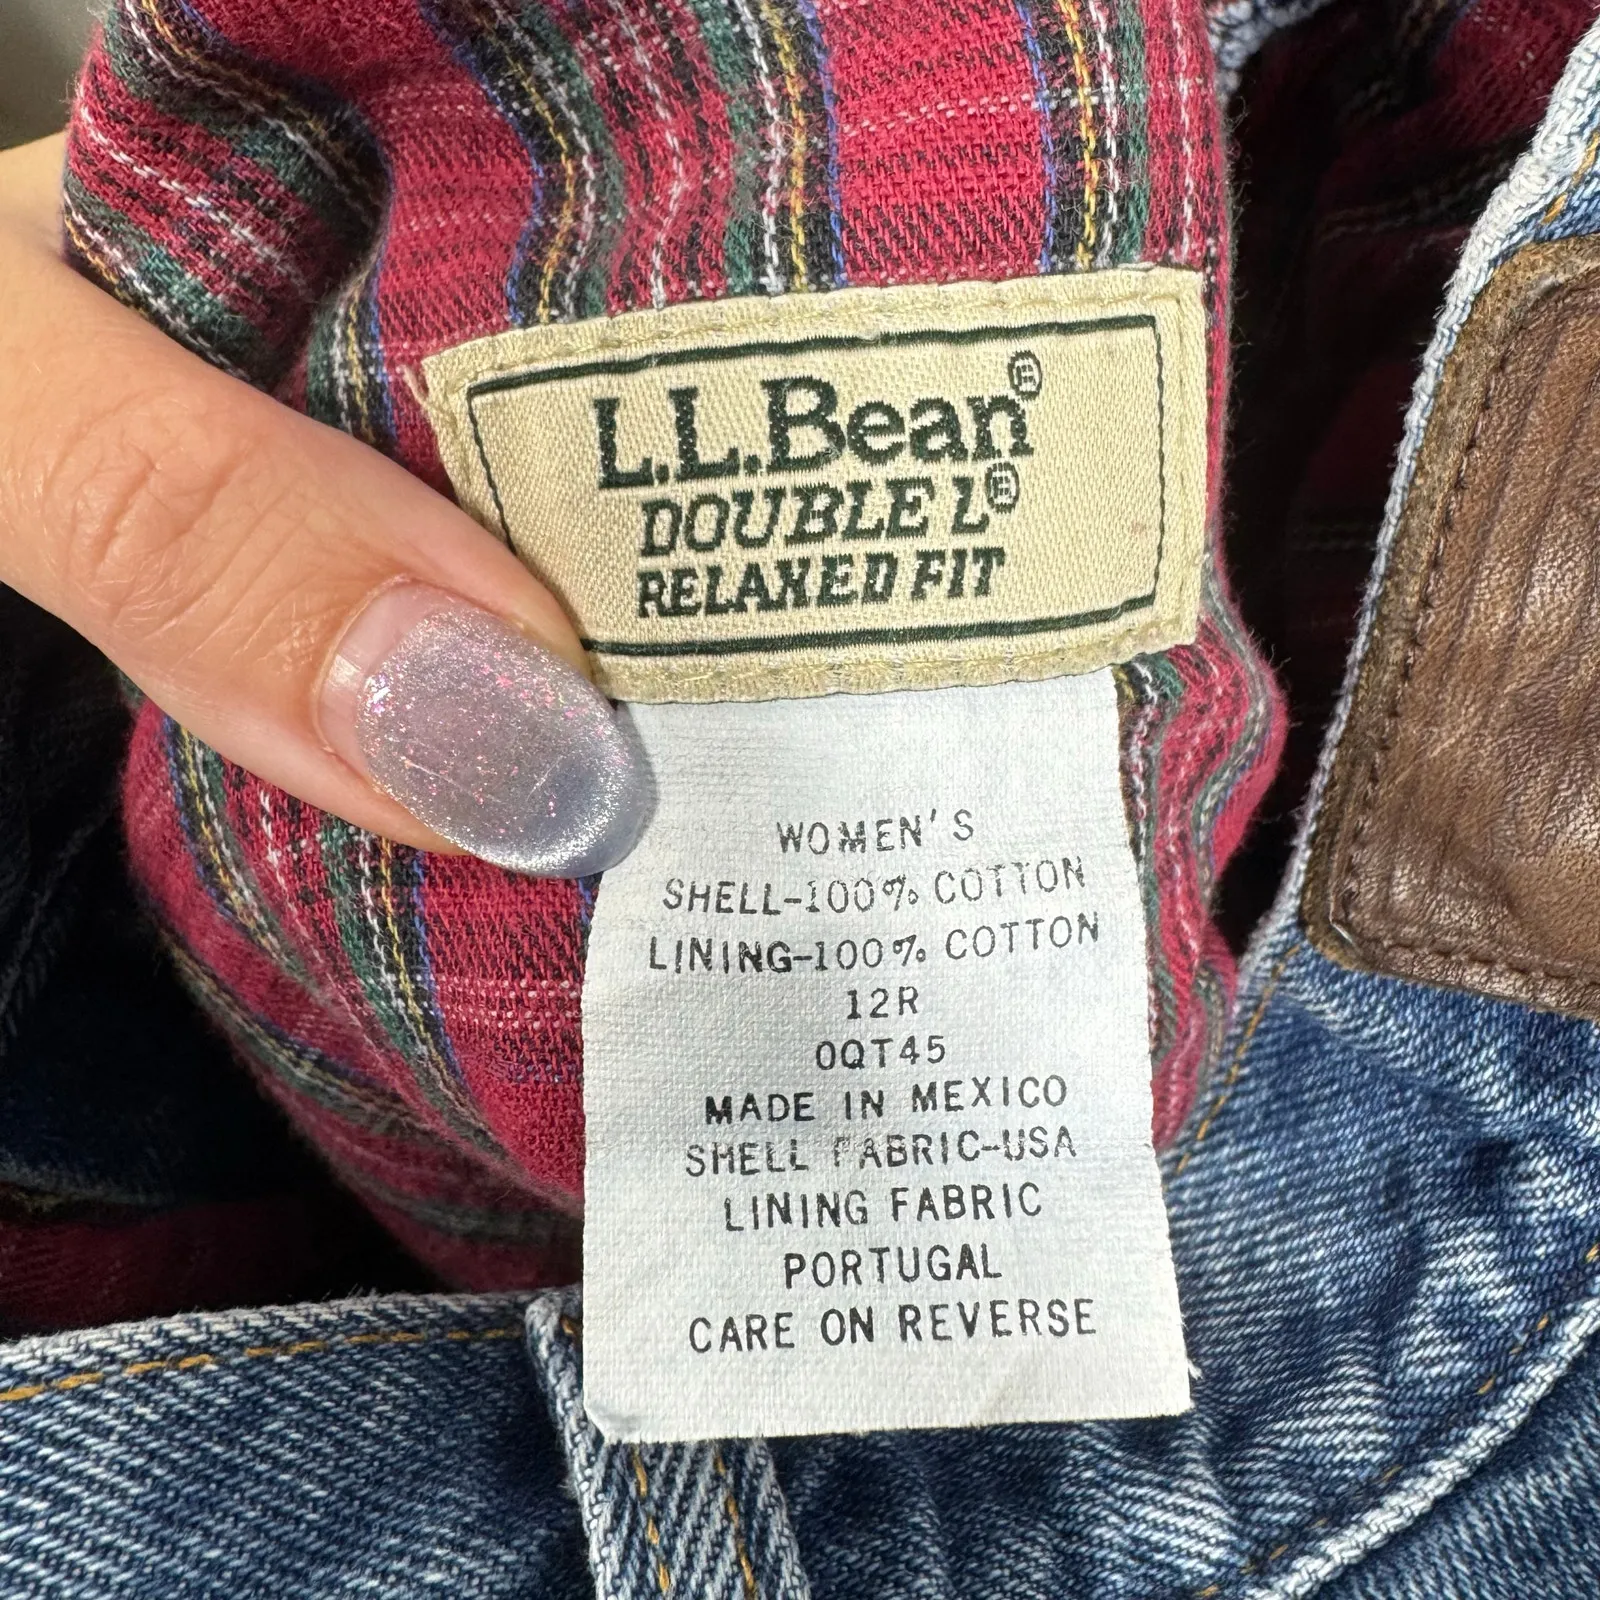 L.L.Bean®
DOUBLE L®
RELAXED FIT
WOMEN'S
SHELL-100% COTTON
LINING-100% COTTON
12R
0QT45
MADE IN MEXICO
SHELL FABRIC-USA
LINING FABRIC
PORTUGAL
CARE ON REVERSE